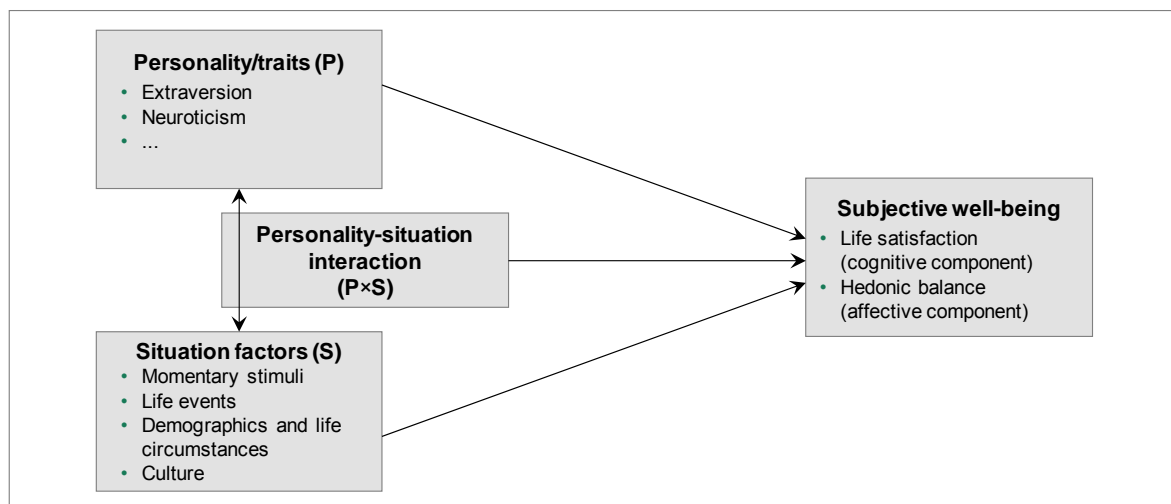 Personality/traits (P)
• Extraversion
• Neuroticism
• ...
Personality-situation
interaction
(P×S)
Situation factors (S)
• Momentary stimuli
• Life events
• Demographics and life
circumstances
• Culture
Subjective well-being
• Life satisfaction
(cognitive component)
• Hedonic balance
(affective component)